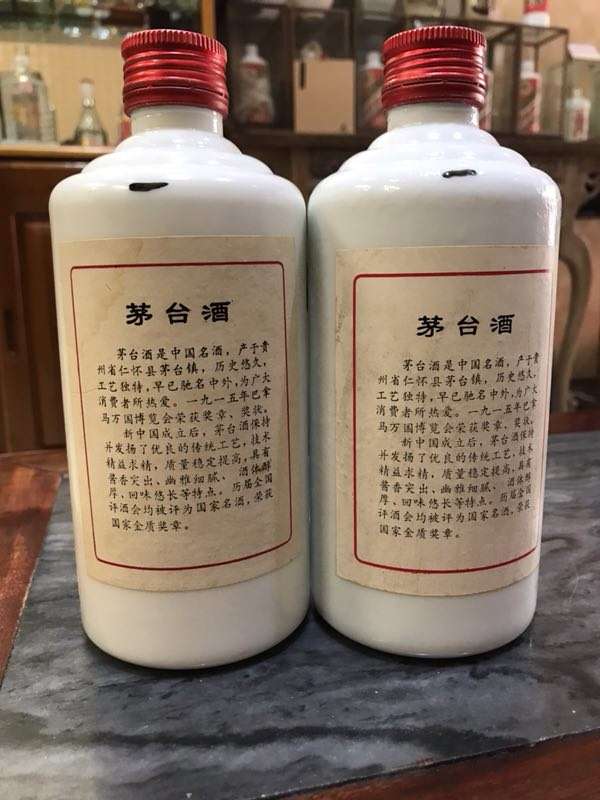 茅台酒
茅台酒是中国名酒，产于贵
州省仁怀县茅台镇，历史悠久，
工艺独特，早已驰名中外，为广大
消费者所热爱。一九一五年巴拿
马万国博览会荣获奖章、奖状。
新中国成立后，茅台酒保持
并发扬了优良的传统工艺，技术
精益求精，质量稳定提高，具有
酱香突出、幽雅细腻、酒体醇
厚、回味悠长等特点。历届全国
评酒会均被评为国家名酒，荣获
国家金质奖章。
茅台酒
茅台酒是中国名酒，产于贵
州省仁怀县茅台镇，历史悠久，
工艺独特，早已驰名中外，为广大
消费者所热爱。一九一五年巴拿
马万国博览会荣获奖章、奖状。
新中国成立后，茅台酒保持
并发扬了优良的传统工艺，技术
精益求精，质量稳定提高，具有
酱香突出、幽雅细腻、酒体醇
厚、回味悠长等特点。历届全国
评酒会均被评为国家名酒，荣获
国家金质奖章。